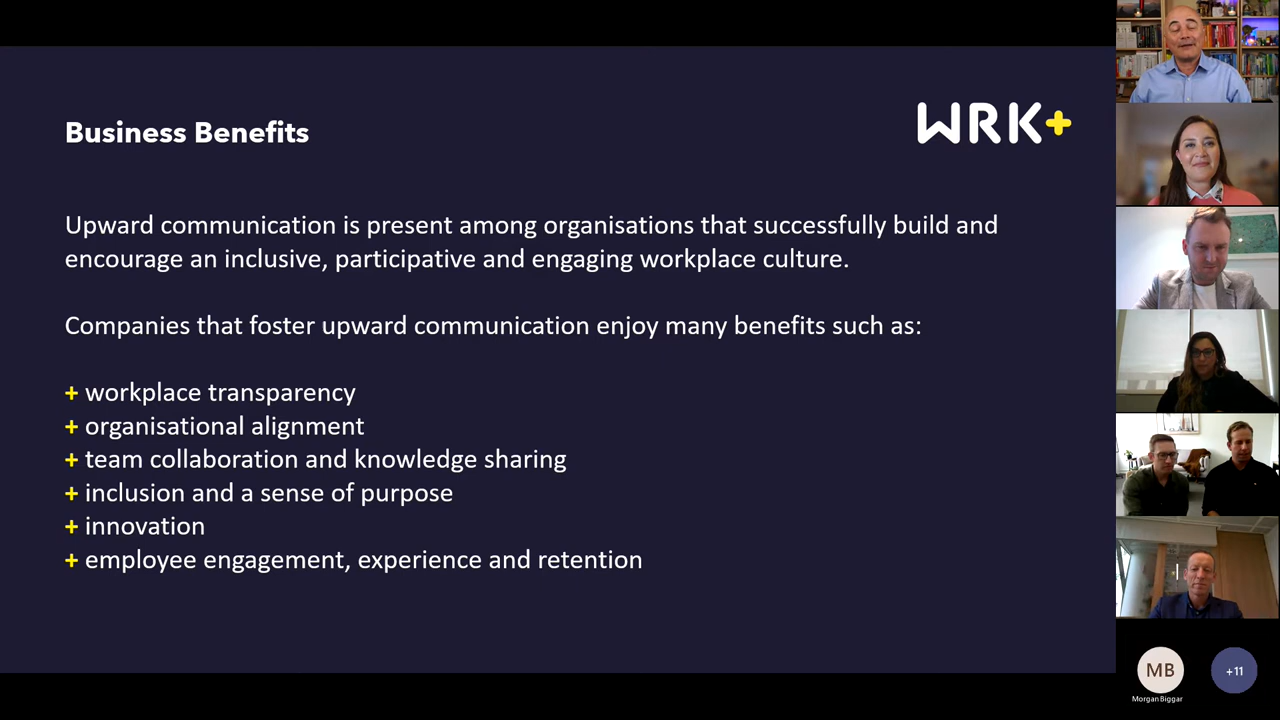 Business Benefits
WRK+
Upward communication is present among organisations that successfully build and
encourage an inclusive, participative and engaging workplace culture.
Companies that foster upward communication enjoy many benefits such as:
+ workplace transparency
+ organisational alignment
+ team collaboration and knowledge sharing
+ inclusion and a sense of purpose
+ innovation
+ employee engagement, experience and retention
MB
+11
Morgan Biggar